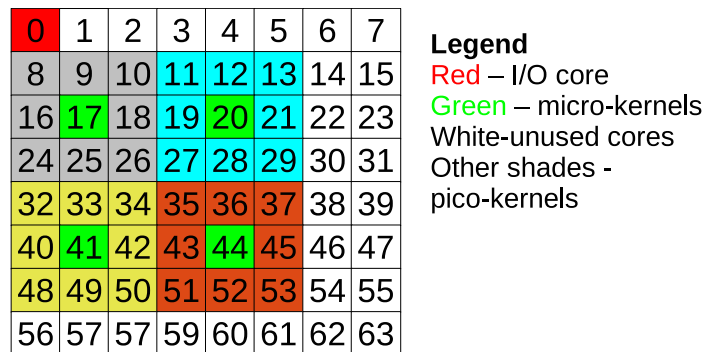 0 1 2 3 4 5 6 7
8 9 10 11 12 13 14 15
16 17 18 19 20 21 22 23
24 25 26 27 28 29 30 31
32 33 34 35 36 37 38 39
40 41 42 43 44 45 46 47
48 49 50 51 52 53 54 55
56 57 57 59 60 61 62 63
Legend
Red – I/O core
Green – micro-kernels
White-unused cores
Other shades -
pico-kernels